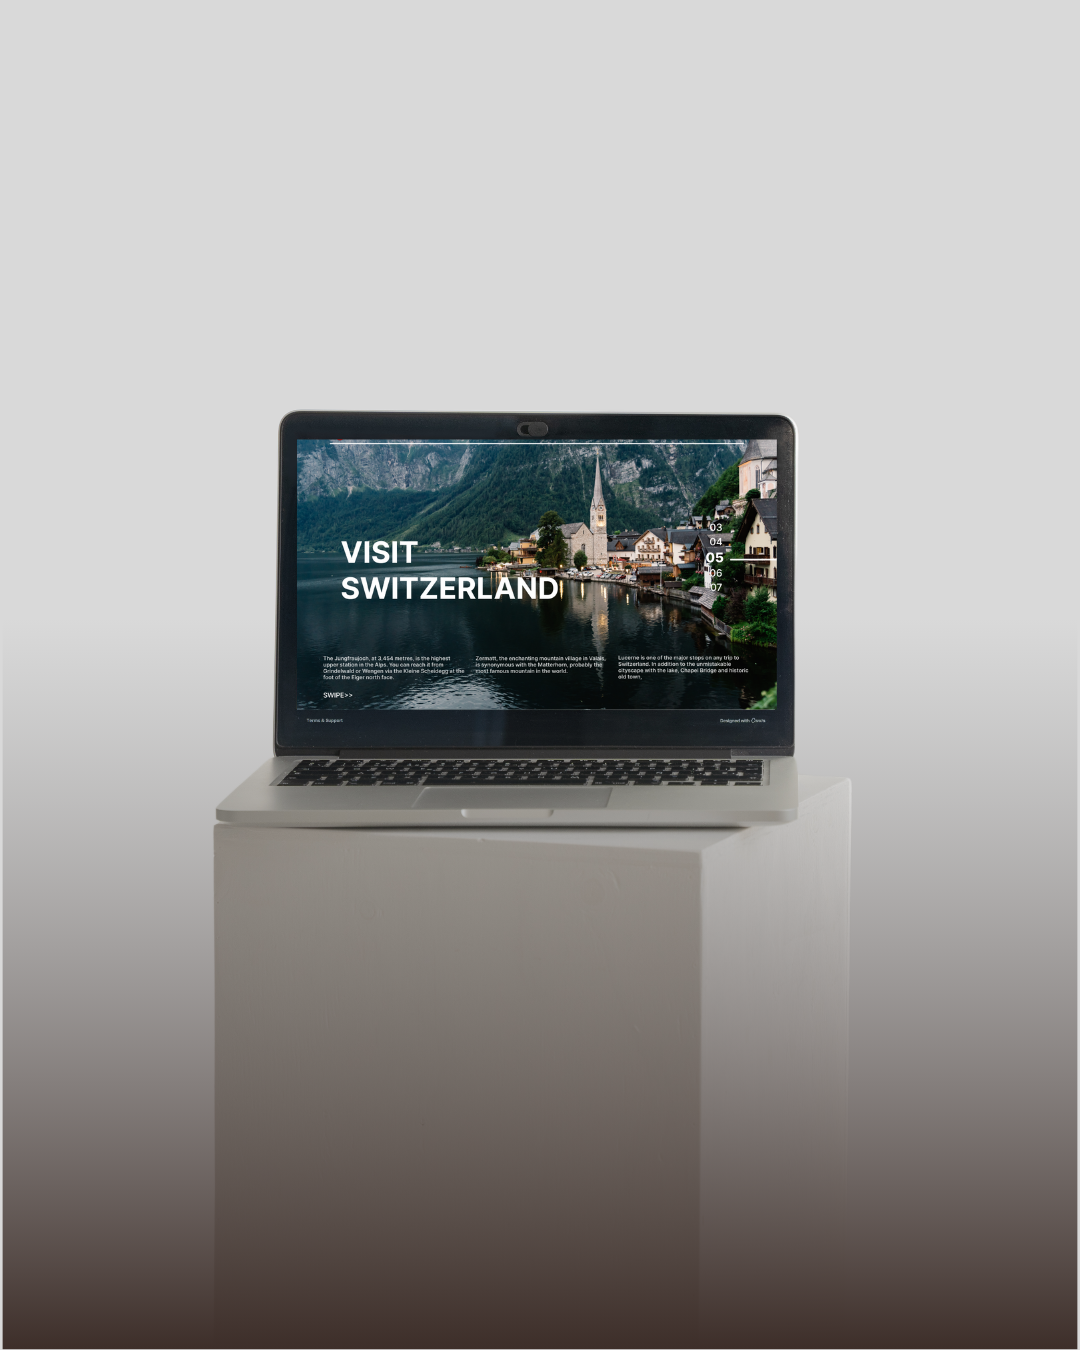 VISIT
SWITZERLAND
03
04
05
06
07
The Jungfraujoch, at 3,454 metres, is the highest
upper station in the Alps. You can reach it from
Grindelwald or Wengen via the Kleine Scheidegg at the
foot of the Eiger north face.
Zermatt, the enchanting mountain village in Valais,
is synonymous with the Matterhorn, probably the
most famous mountain in the world.
Lucerne is one of the major stops on any trip to
Switzerland. In addition to the unmistakable
cityscape with the lake, Chapel Bridge and historic
old town,
SWIPE>>
Terms & Support
Designed with